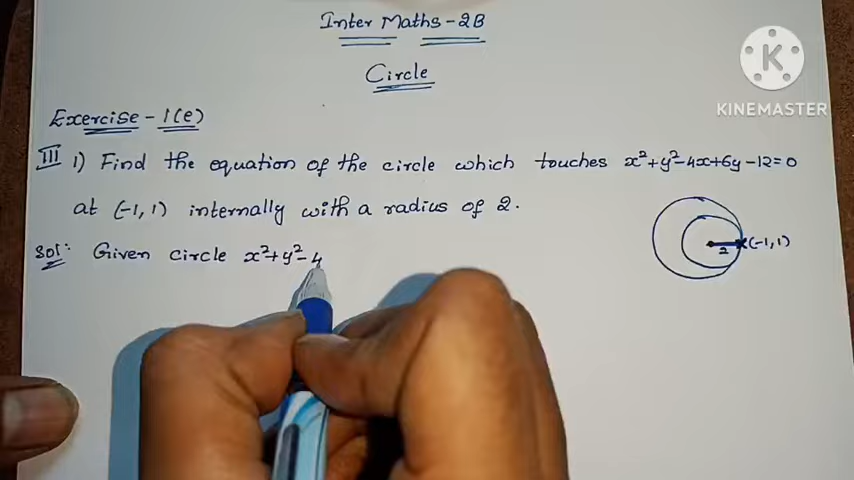 Inter Maths-2B
Circle
K
KINEMASTER
Exercise-1(e)
III 1) Find the equation of the circle which touches x²+y²-4x+6y-12=0
at (-1,1) internally with a radius of 2.
Sol: Given circle x²+y²-4
2
(-1,1)